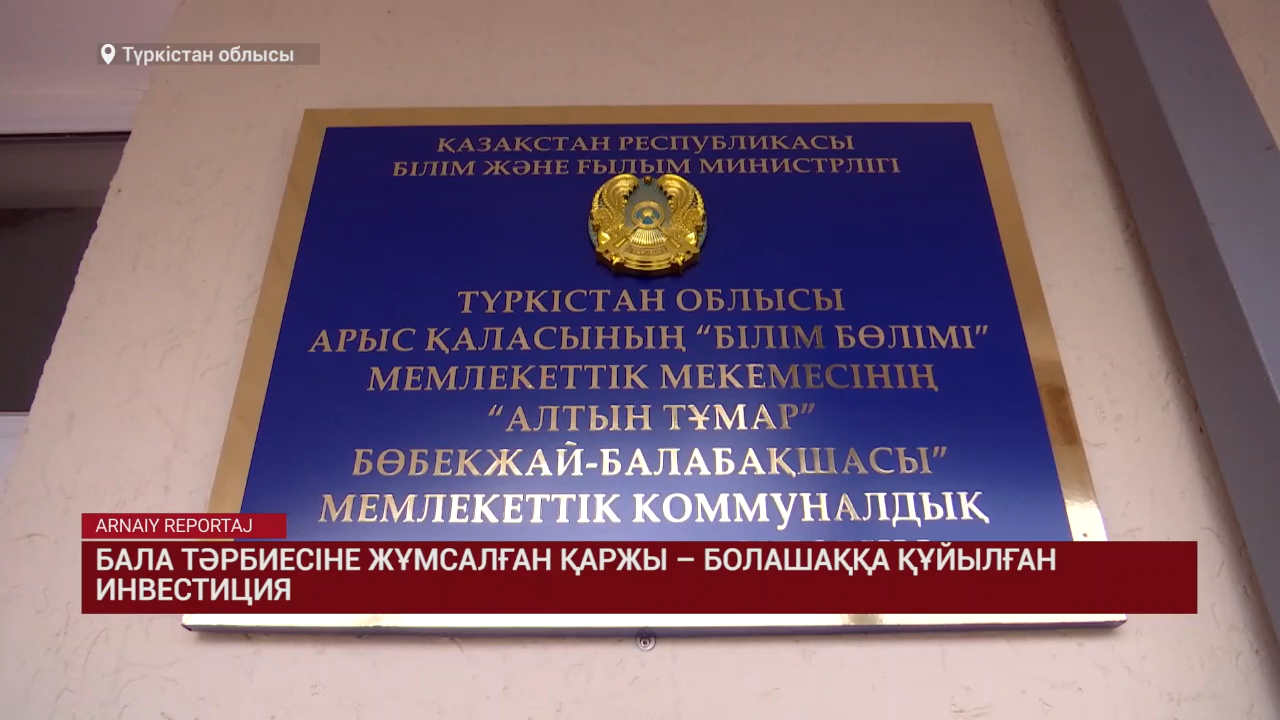 Түркістан облысы
ҚАЗАҚСТАН РЕСПУБЛИКАСЫ
БІЛІМ ЖӘНЕ ҒЫЛЫМ МИНИСТРЛІГІ
ТҮРКІСТАН ОБЛЫСЫ
АРЫС ҚАЛАСЫНЫҢ “БІЛІМ БӨЛІМІ”
МЕМЛЕКЕТТІК МЕКЕМЕСІНІҢ
“АЛТЫН ТҰМАР”
БӨБЕКЖАЙ-БАЛАБАҚШАСЫ”
МЕМЛЕКЕТТІК КОММУНАЛДЫҚ
ARNAIY REPORTAJ
БАЛА ТӘРБИЕСІНЕ ЖҰМСАЛҒАН ҚАРЖЫ – БОЛАШАҚҚА ҚҰЙЫЛҒАН
ИНВЕСТИЦИЯ